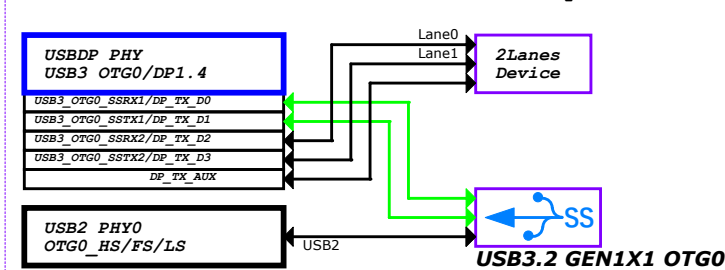 USBDP PHY
USB3 OTG0/DP1.4
USB3_OTG0_SSRX1/DP_TX_D0
USB3_OTG0_SSTX1/DP_TX_D1
USB3_OTG0_SSRX2/DP_TX_D2
USB3_OTG0_SSTX2/DP_TX_D3
DP_TX_AUX
Lane0
Lane1
2Lanes
Device
USB2 PHY0
OTG0_HS/FS/LS
USB2
SS
USB3.2 GEN1X1 OTG0